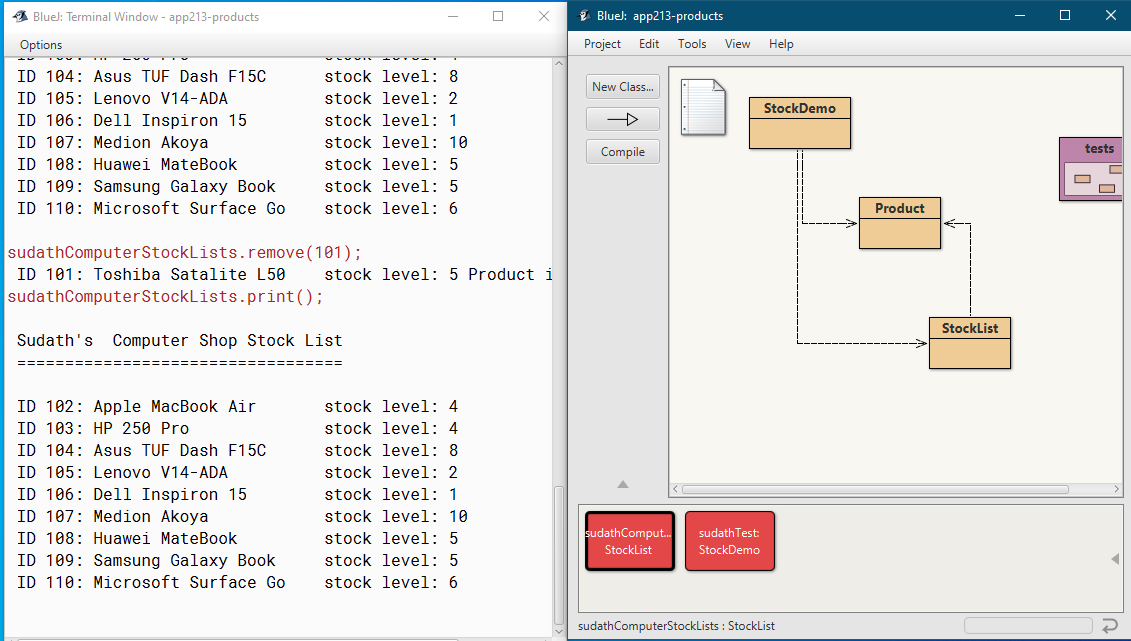 BlueJ: Terminal Window - app213-products
Options
ID 103: HP 250 Pro stock level: 4
ID 104: Asus TUF Dash F15C stock level: 8
ID 105: Lenovo V14-ADA stock level: 2
ID 106: Dell Inspiron 15 stock level: 1
ID 107: Medion Akoya stock level: 10
ID 108: Huawei MateBook stock level: 5
ID 109: Samsung Galaxy Book stock level: 5
ID 110: Microsoft Surface Go stock level: 6
sudathComputerStockLists.remove(101);
ID 101: Toshiba Satalite L50 stock level: 5 Product i
sudathComputerStockLists.print();
Sudath's Computer Shop Stock List
==================================
ID 102: Apple MacBook Air stock level: 4
ID 103: HP 250 Pro stock level: 4
ID 104: Asus TUF Dash F15C stock level: 8
ID 105: Lenovo V14-ADA stock level: 2
ID 106: Dell Inspiron 15 stock level: 1
ID 107: Medion Akoya stock level: 10
ID 108: Huawei MateBook stock level: 5
ID 109: Samsung Galaxy Book stock level: 5
ID 110: Microsoft Surface Go stock level: 6
BlueJ: app213-products
Project Edit Tools View Help
New Class...
Compile
StockDemo
tests
Product
StockList
sudathComput...
StockList
sudathTest:
StockDemo
sudathComputerStockLists : StockList